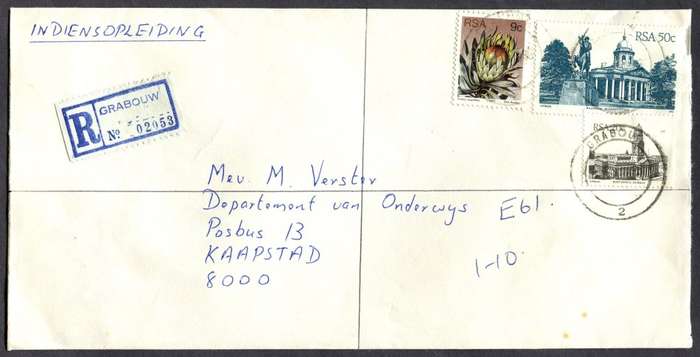 INDIENSOPLEIDING
RSA
9c
RSA 50c
R
GRABOUW
No 02053
RSA
GRABOUW
2
Mev. M. Verster
Departement van Onderwys
E61.
Posbus 13
KAAPSTAD
1-10.
8000